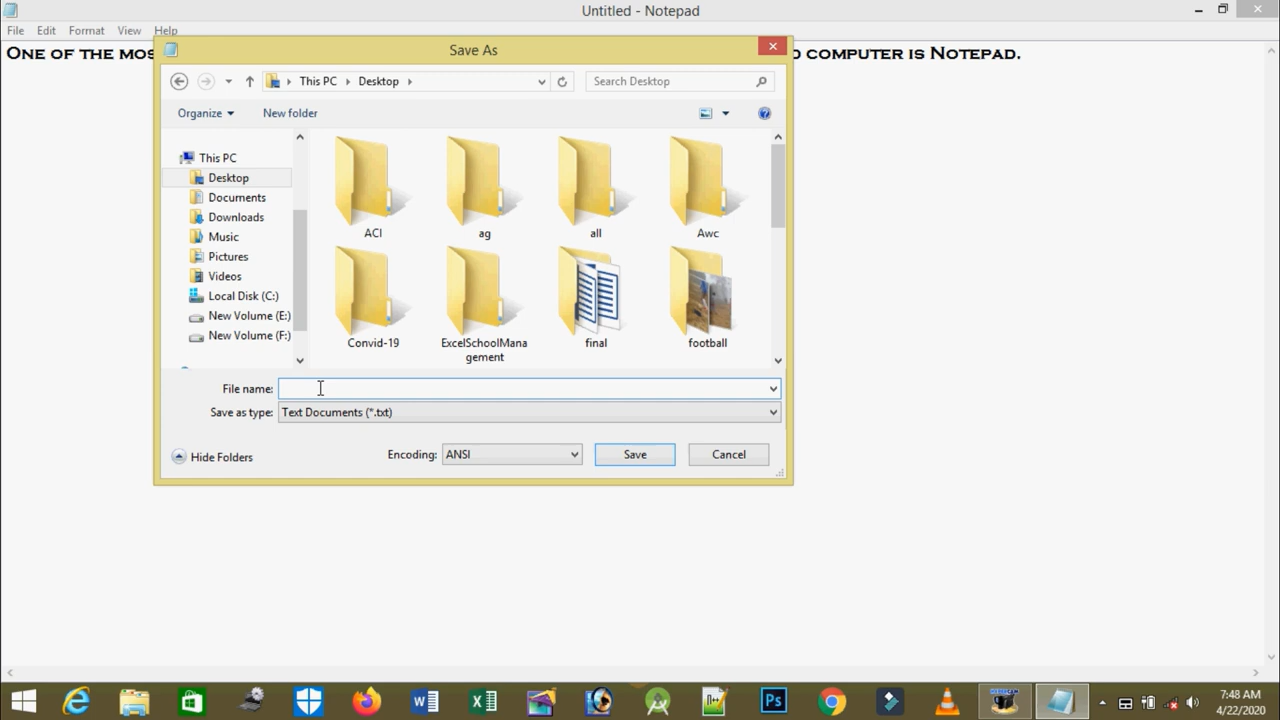 Untitled - Notepad
File Edit Format View Help
One of the mos
computer is Notepad.
Save As
This PC Desktop
Search Desktop
Organize New folder
This PC
Desktop
Documents
Downloads
Music
Pictures
Videos
Local Disk (C:)
New Volume (E:)
New Volume (F:)
ACI ag all Awc
Convid-19 ExcelSchoolMana final football
gement
File name:
Save as type: Text Documents (*.txt)
Hide Folders Encoding: ANSI Save Cancel
7:48 AM
4/22/2020